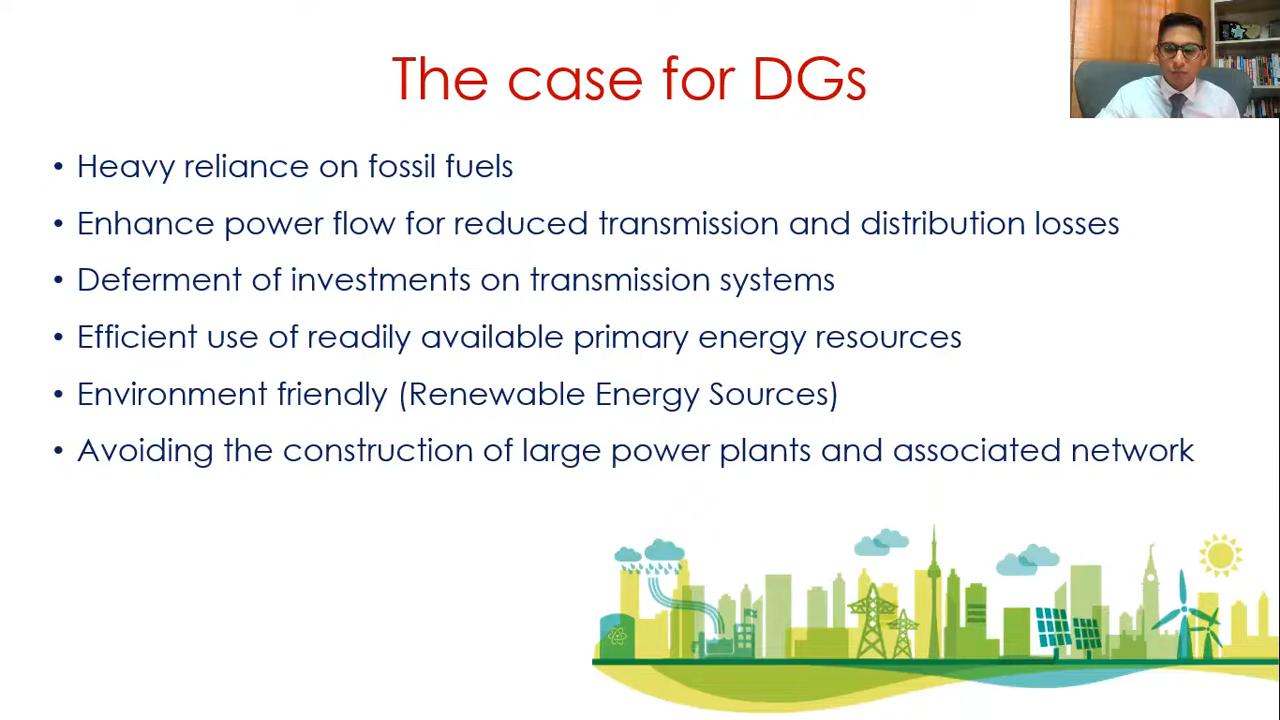 The case for DGs
• Heavy reliance on fossil fuels
• Enhance power flow for reduced transmission and distribution losses
• Deferment of investments on transmission systems
• Efficient use of readily available primary energy resources
• Environment friendly (Renewable Energy Sources)
• Avoiding the construction of large power plants and associated network